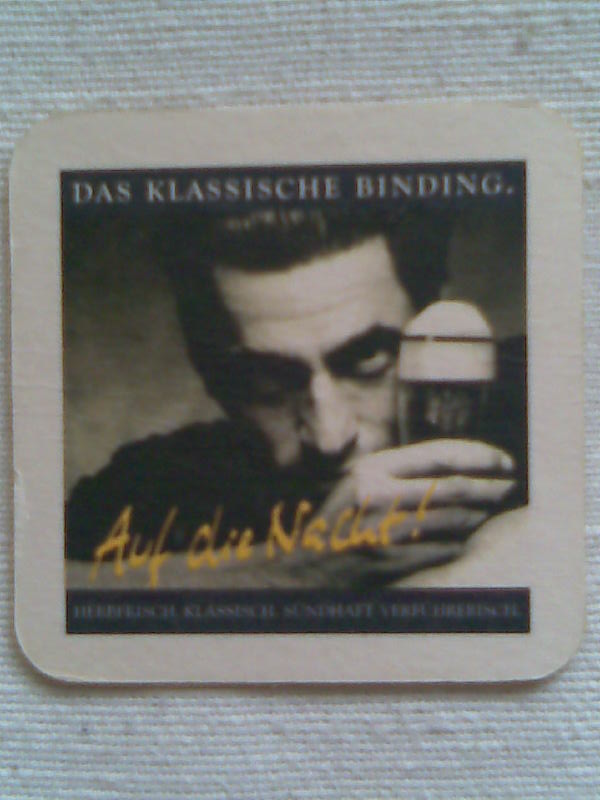 DAS KLASSISCHE BINDING.
Auf die Nacht!
HERBFRISCH. KLASSISCH. SÜNDHAFT VERFÜHRERISCH.